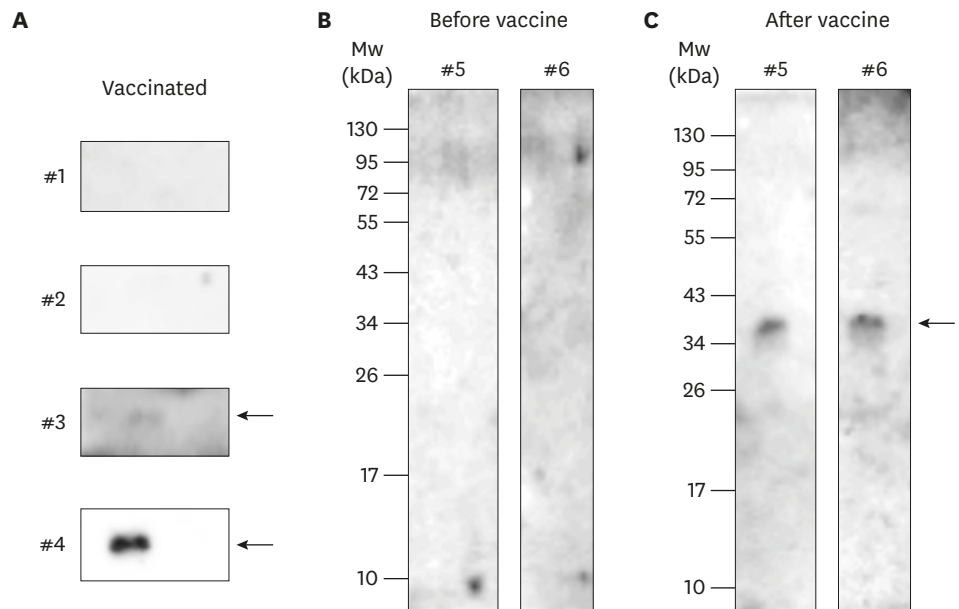 A
Vaccinated
#1
#2
#3
#4
B
Before vaccine
Mw
(kDa)
#5
#6
130
95
72
55
43
34
26
17
10
C
After vaccine
Mw
(kDa)
#5
#6
130
95
72
55
43
34
26
17
10